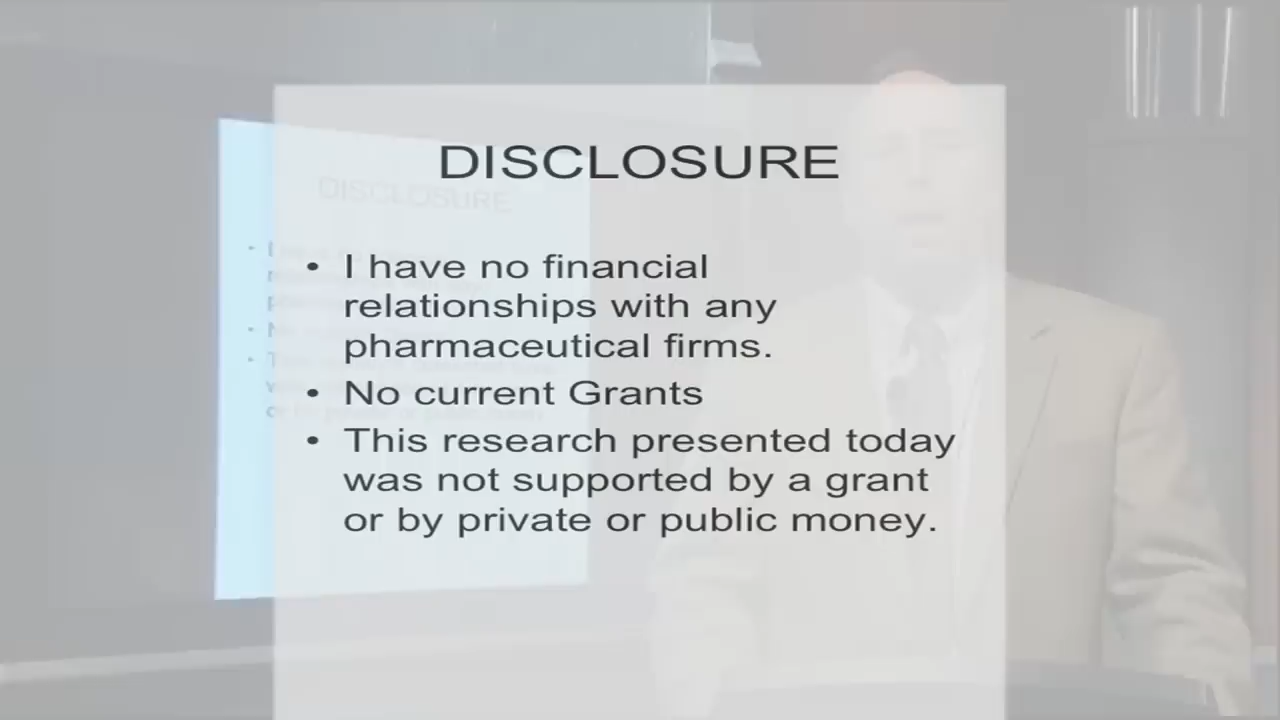 DISCLOSURE
• I have no financial
relationships with any
pharmaceutical firms.
• No current Grants
• This research presented today
was not supported by a grant
or by private or public money.
DISCLOSURE